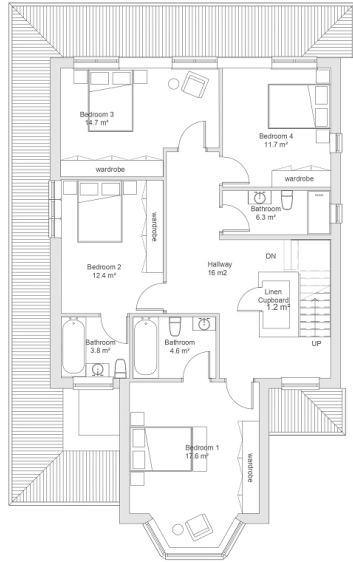 Bedroom 3
14.7 m²
Bedroom 4
11.7 m²
wardrobe
wardrobe
wardrobe
Bathroom
6.3 m²
Bedroom 2
12.4 m²
Hallway
16 m2
DN
Linen
Cupboard
1.2 m²
UP
Bathroom
3.8 m²
Bathroom
4.6 m²
Bedroom 1
17.6 m²
wardrobe